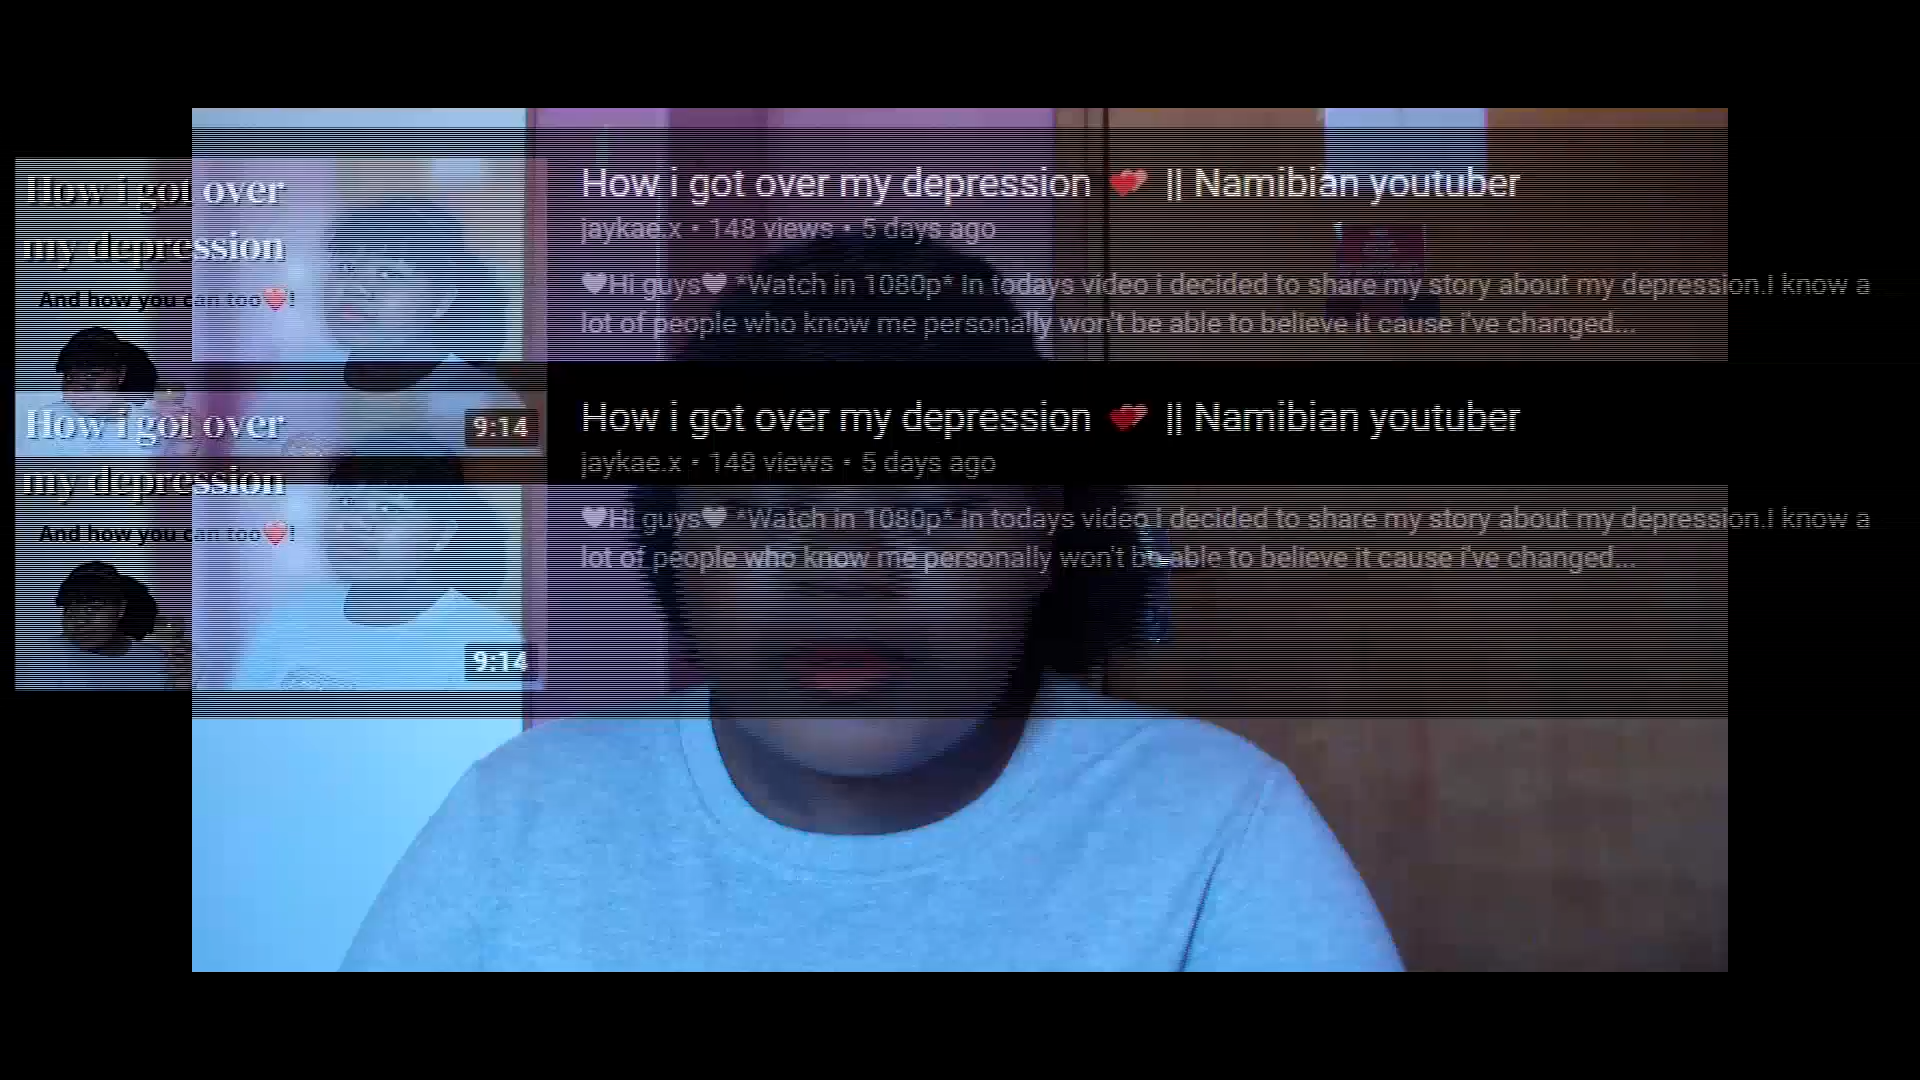 How i got over
my depression
And how you can too❤!
How i got over my depression 💕 || Namibian youtuber
jaykae.x • 148 views • 5 days ago
🖤Hi guys🖤 *Watch in 1080p* In todays video i decided to share my story about my depression.I know a
lot of people who know me personally won't be able to believe it cause i've changed...
9:14
How i got over
my depression
And how you can too❤!
How i got over my depression 💕 || Namibian youtuber
jaykae.x • 148 views • 5 days ago
🖤Hi guys🖤 *Watch in 1080p* In todays video i decided to share my story about my depression.I know a
lot of people who know me personally won't be able to believe it cause i've changed...
9:14